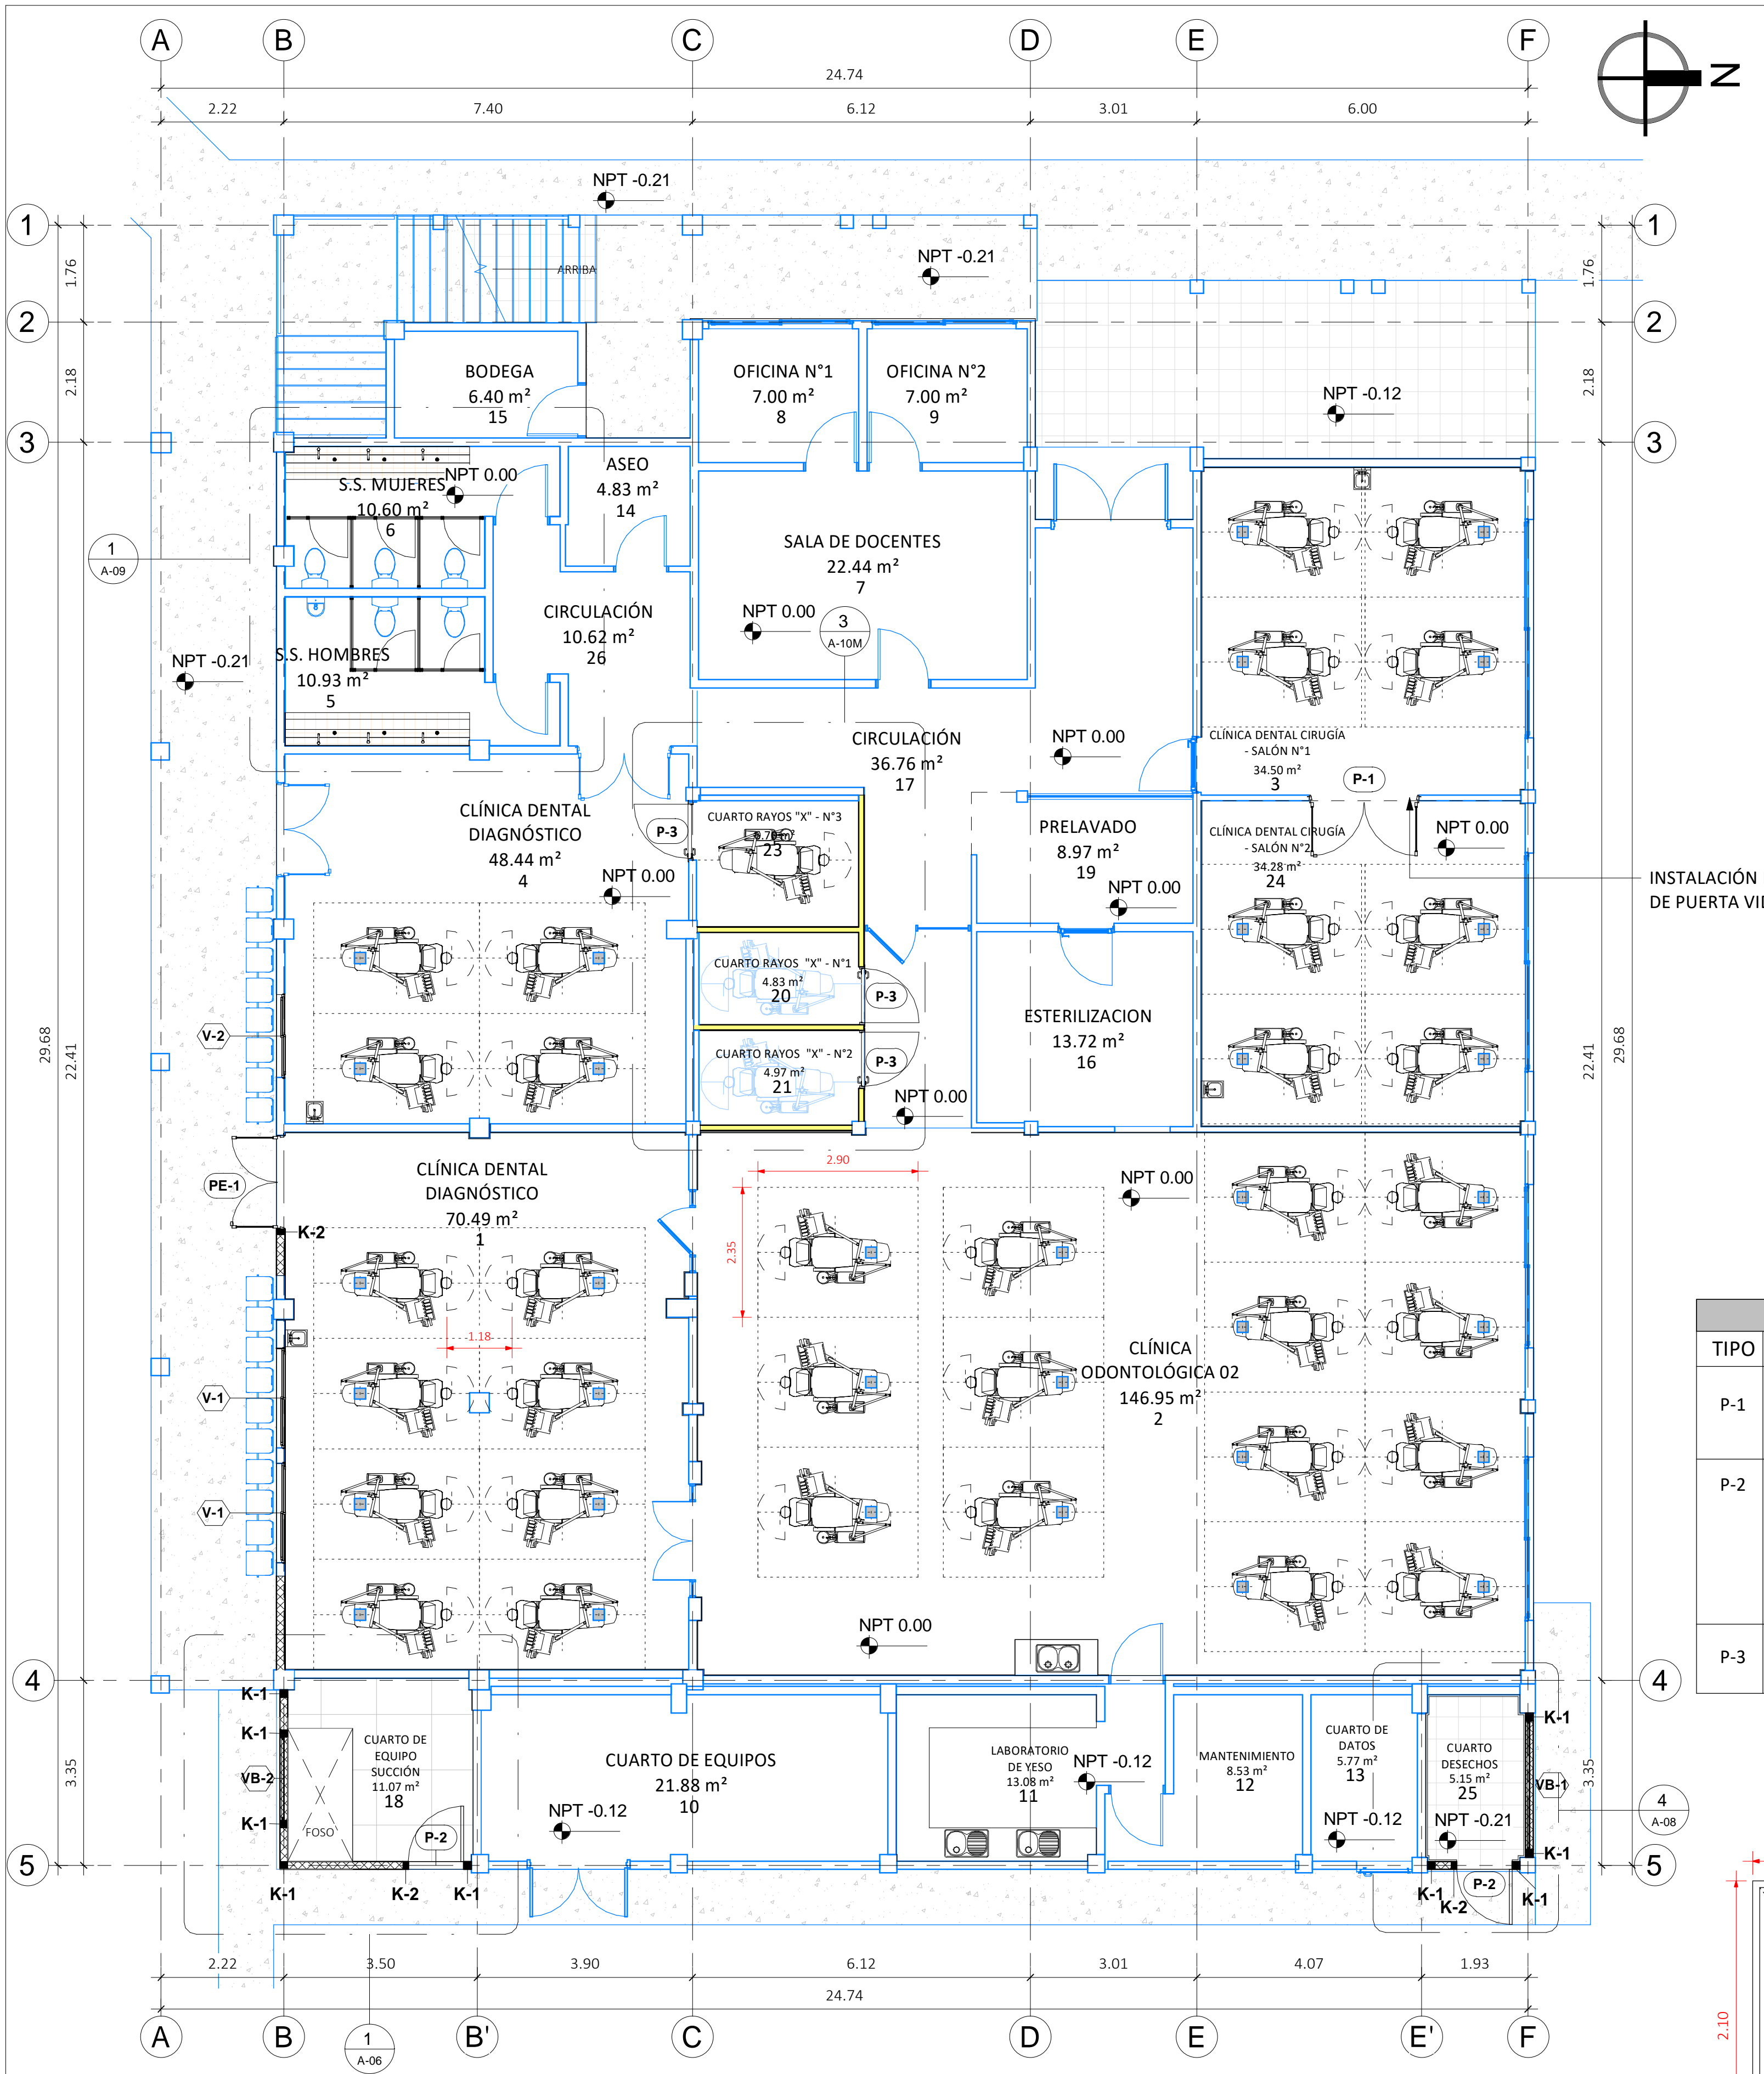 A
B
C
D
E
F
24.74
2.22
7.40
6.12
3.01
6.00
N
NPT -0.21
1
1
1.76
1.76
ARRIBA
NPT -0.21
2
2
2.18
2.18
BODEGA
6.40 m²
15
OFICINA N°1
7.00 m²
8
OFICINA N°2
7.00 m²
9
NPT -0.12
3
3
S.S. MUJERES
10.60 m²
6
NPT 0.00
ASEO
4.83 m²
14
1
A-09
SALA DE DOCENTES
22.44 m²
7
NPT 0.00
3
A-10M
CIRCULACIÓN
10.62 m²
26
NPT -0.21
S.S. HOMBRES
10.93 m²
5
CIRCULACIÓN
36.76 m²
17
NPT 0.00
CLÍNICA DENTAL CIRUGÍA
- SALÓN N°1
34.50 m²
3
P-1
CLÍNICA DENTAL
DIAGNÓSTICO
48.44 m²
4
P-3
CUARTO RAYOS "X" - N°3
23
PRELAVADO
8.97 m²
19
CLÍNICA DENTAL CIRUGÍA
- SALÓN N°2
34.28 m²
24
NPT 0.00
NPT 0.00
NPT 0.00
INSTALACIÓN
DE PUERTA
CUARTO RAYOS "X" - N°1
4.83 m²
20
P-3
ESTERILIZACION
13.72 m²
16
V-2
CUARTO RAYOS "X" - N°2
4.97 m²
21
P-3
NPT 0.00
29.68
22.41
22.41
29.68
CLÍNICA DENTAL
DIAGNÓSTICO
70.49 m²
1
PE-1
K-2
2.90
2.35
NPT 0.00
1.18
CLÍNICA
ODONTOLÓGICA 02
146.95 m²
2
V-1
V-1
TIPO
P-1
P-2
P-3
NPT 0.00
4
4
K-1
K-1
VB-2
K-1
CUARTO DE
EQUIPO
SUCCIÓN
11.07 m²
18
FOSO
P-2
CUARTO DE EQUIPOS
21.88 m²
10
NPT -0.12
LABORATORIO
DE YESO
13.08 m²
11
NPT -0.12
MANTENIMIENTO
8.53 m²
12
CUARTO DE
DATOS
5.77 m²
13
NPT -0.12
CUARTO
DESECHOS
5.15 m²
25
NPT -0.21
K-1
VB-1
K-1
4
A-08
3.35
3.35
5
5
K-1
K-2
K-1
K-1
K-2
P-2
K-1
2.22
3.50
3.90
6.12
3.01
4.07
1.93
24.74
A
B
B'
C
D
E
E'
F
1
A-06
2.10